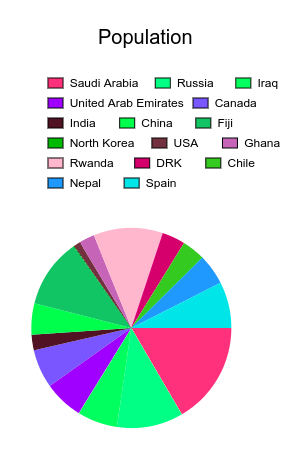 Population
Saudi Arabia Russia Iraq
United Arab Emirates Canada
India China Fiji
North Korea USA Ghana
Rwanda DRK Chile
Nepal Spain